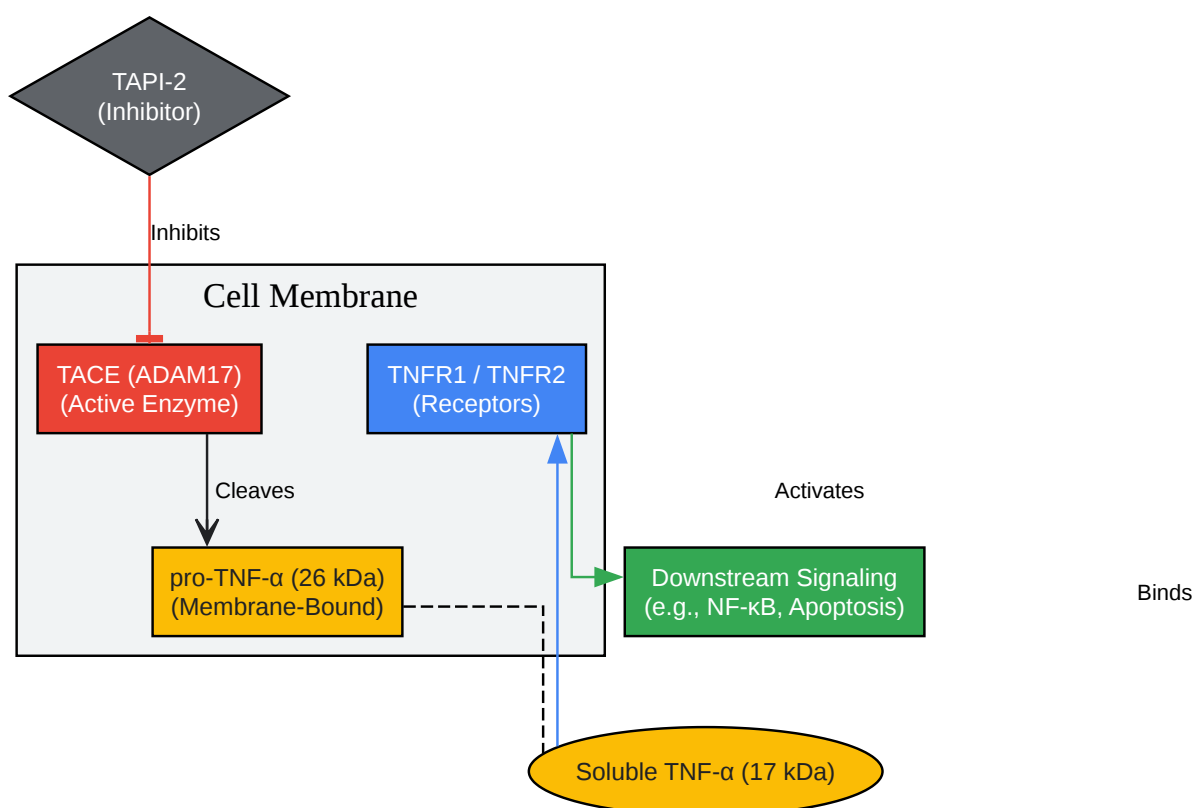 TAPI-2
(Inhibitor)
Inhibits
Cell Membrane
TACE (ADAM17)
(Active Enzyme)
TNFR1 / TNFR2
(Receptors)
Cleaves
Activates
pro-TNF-α (26 kDa)
(Membrane-Bound)
Downstream Signaling
(e.g., NF-κB, Apoptosis)
Binds
Soluble TNF-α (17 kDa)